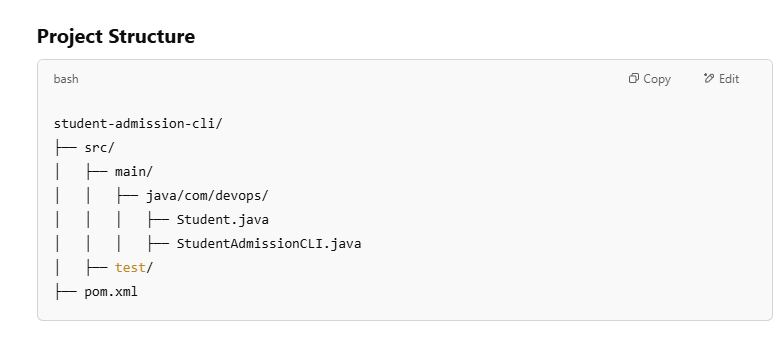 Project Structure
bash Copy Edit
student-admission-cli/
├── src/
│   ├── main/
│   │   ├── java/com/devops/
│   │   │   ├── Student.java
│   │   │   ├── StudentAdmissionCLI.java
│   ├── test/
├── pom.xml